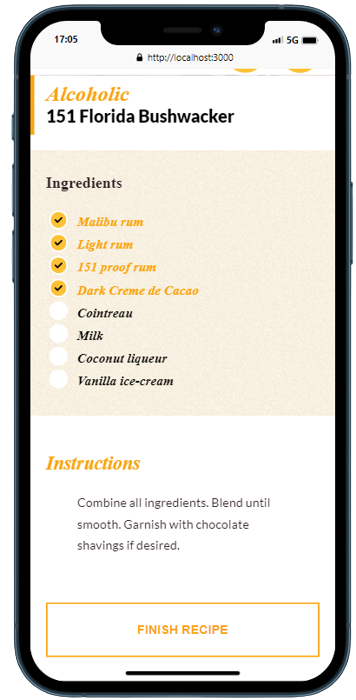 17:05
5G
http://localhost:3000
Alcoholic
151 Florida Bushwacker
Ingredients
Malibu rum
Light rum
151 proof rum
Dark Creme de Cacao
Cointreau
Milk
Coconut liqueur
Vanilla ice-cream
Instructions
Combine all ingredients. Blend until
smooth. Garnish with chocolate
shavings if desired.
FINISH RECIPE